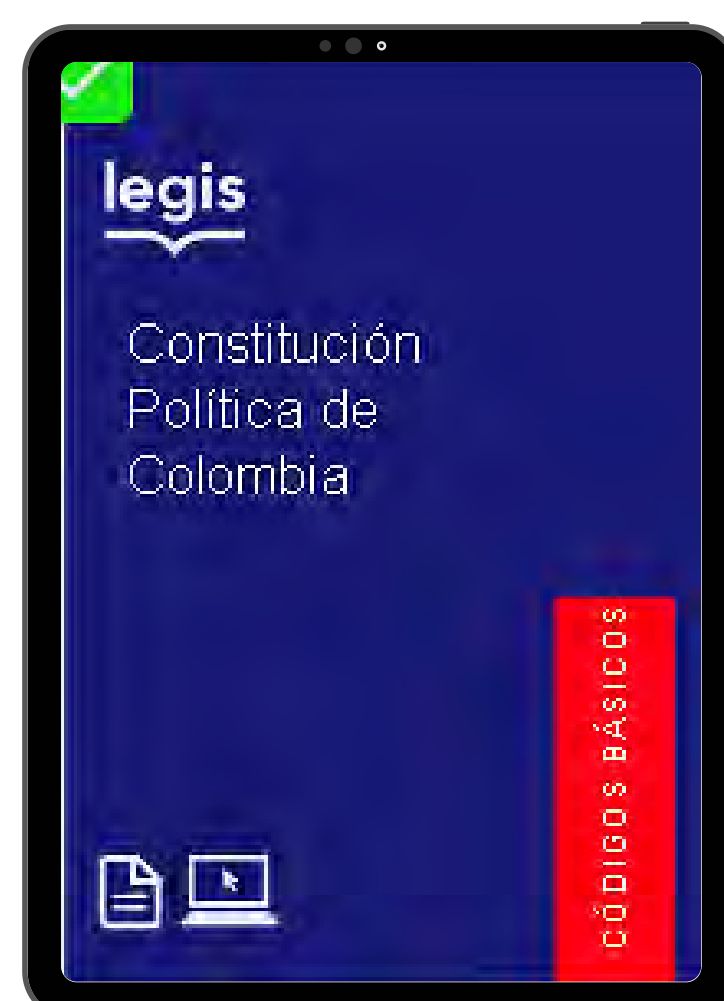 legis
Constitución
Política de
Colombia
CÓDIGOS BÁSICOS